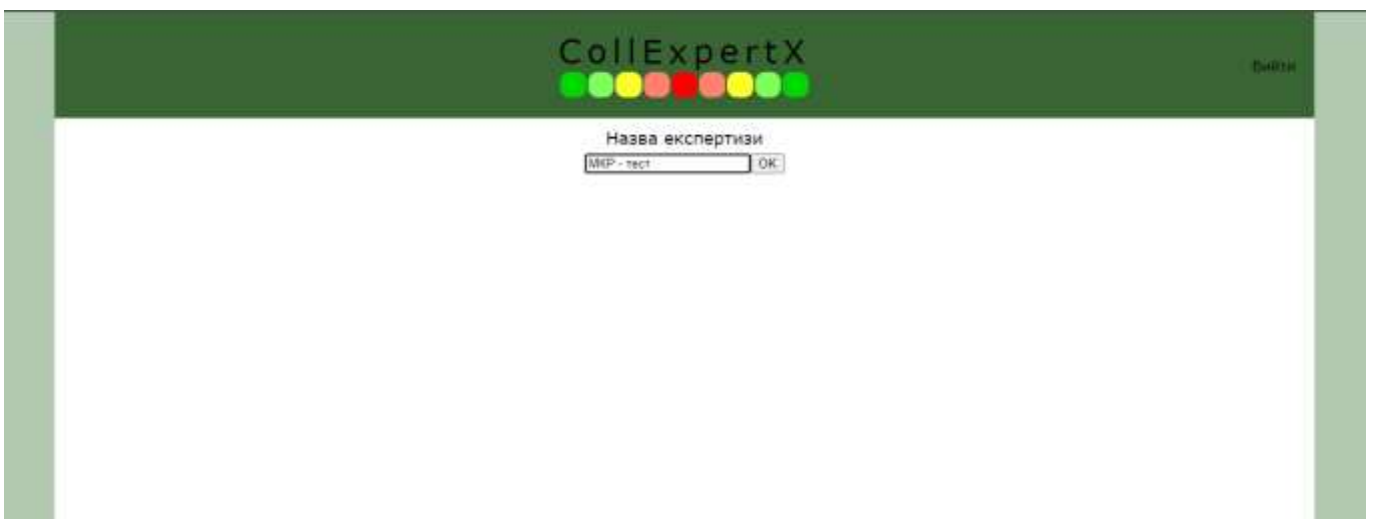 CollExpertX
Вийти
Назва експертизи
МКР - тест
OK